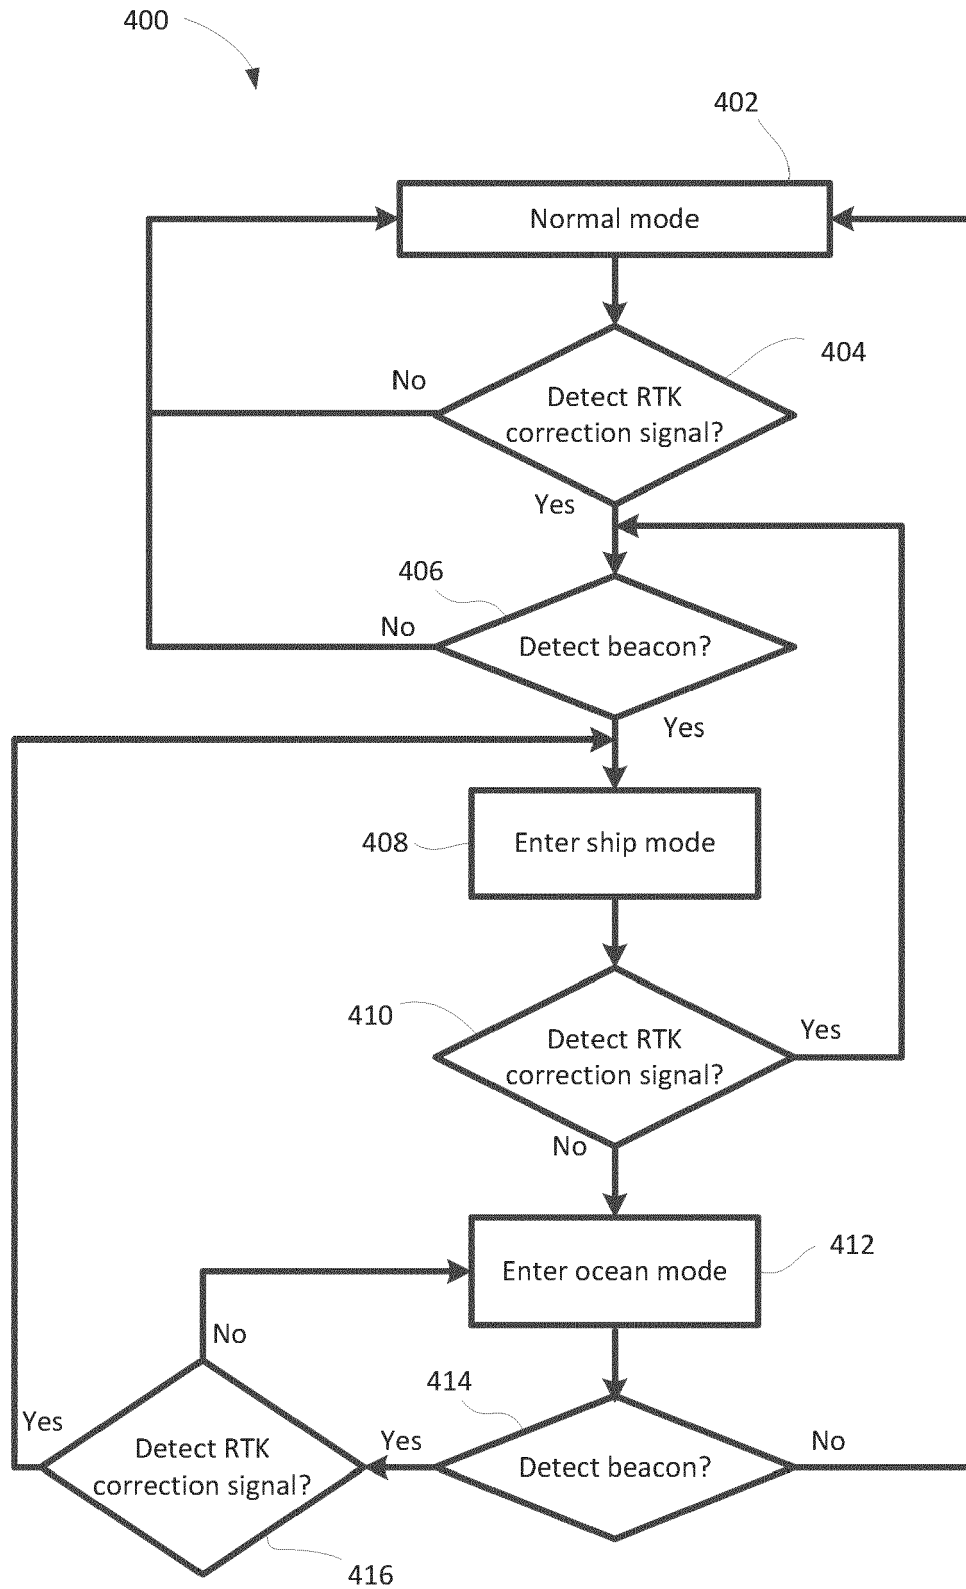 400
402
Normal mode
404
No
Detect RTK
correction signal?
Yes
406
No
Detect beacon?
Yes
408
Enter ship mode
410
Detect RTK
correction signal?
Yes
No
412
Enter ocean mode
No
414
Yes
Yes
No
Detect RTK
correction signal?
Detect beacon?
416